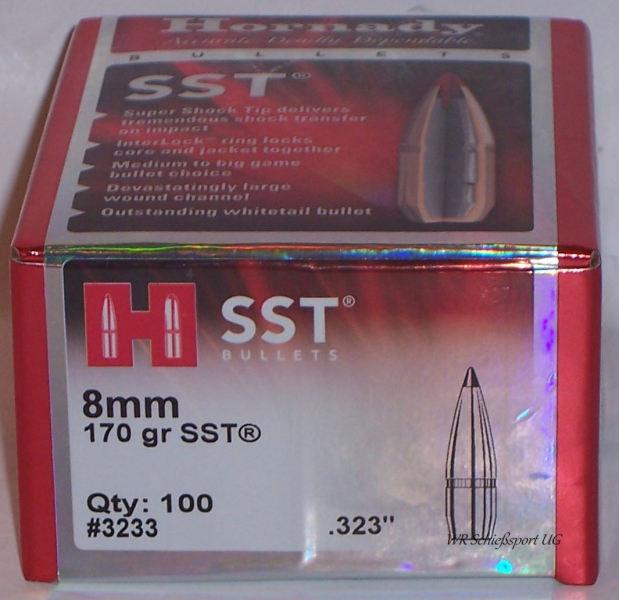 Hornady
Accurate Deadly Dependable
BULLETS
SST®
Super Shock Tip delivers
tremendous shock transfer
on impact
InterLock™ ring locks
core and jacket together
Medium to big game
bullet choice
Devastatingly large
wound channel
Outstanding whitetail bullet
H SST®
BULLETS
8mm
170 gr SST®
Qty: 100
#3233
.323"
WR Schießsport UG